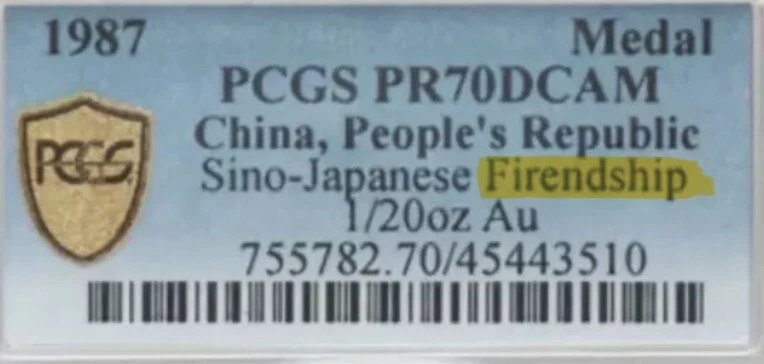 1987 Medal
PCGS PR70DCAM
China, People's Republic
PCGS
Sino-Japanese Firendship
1/20oz Au
755782.70/45443510